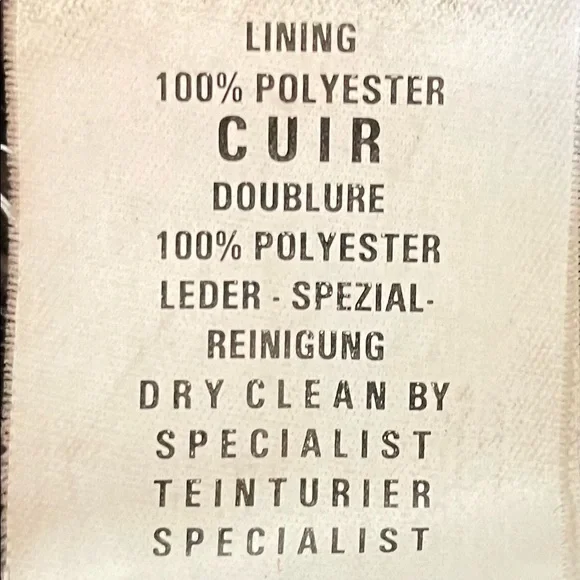 LINING
100% POLYESTER
CUIR
DOUBLURE
100% POLYESTER
LEDER - SPEZIAL-
REINIGUNG
DRY CLEAN BY
SPECIALIST
TEINTURIER
SPECIALIST